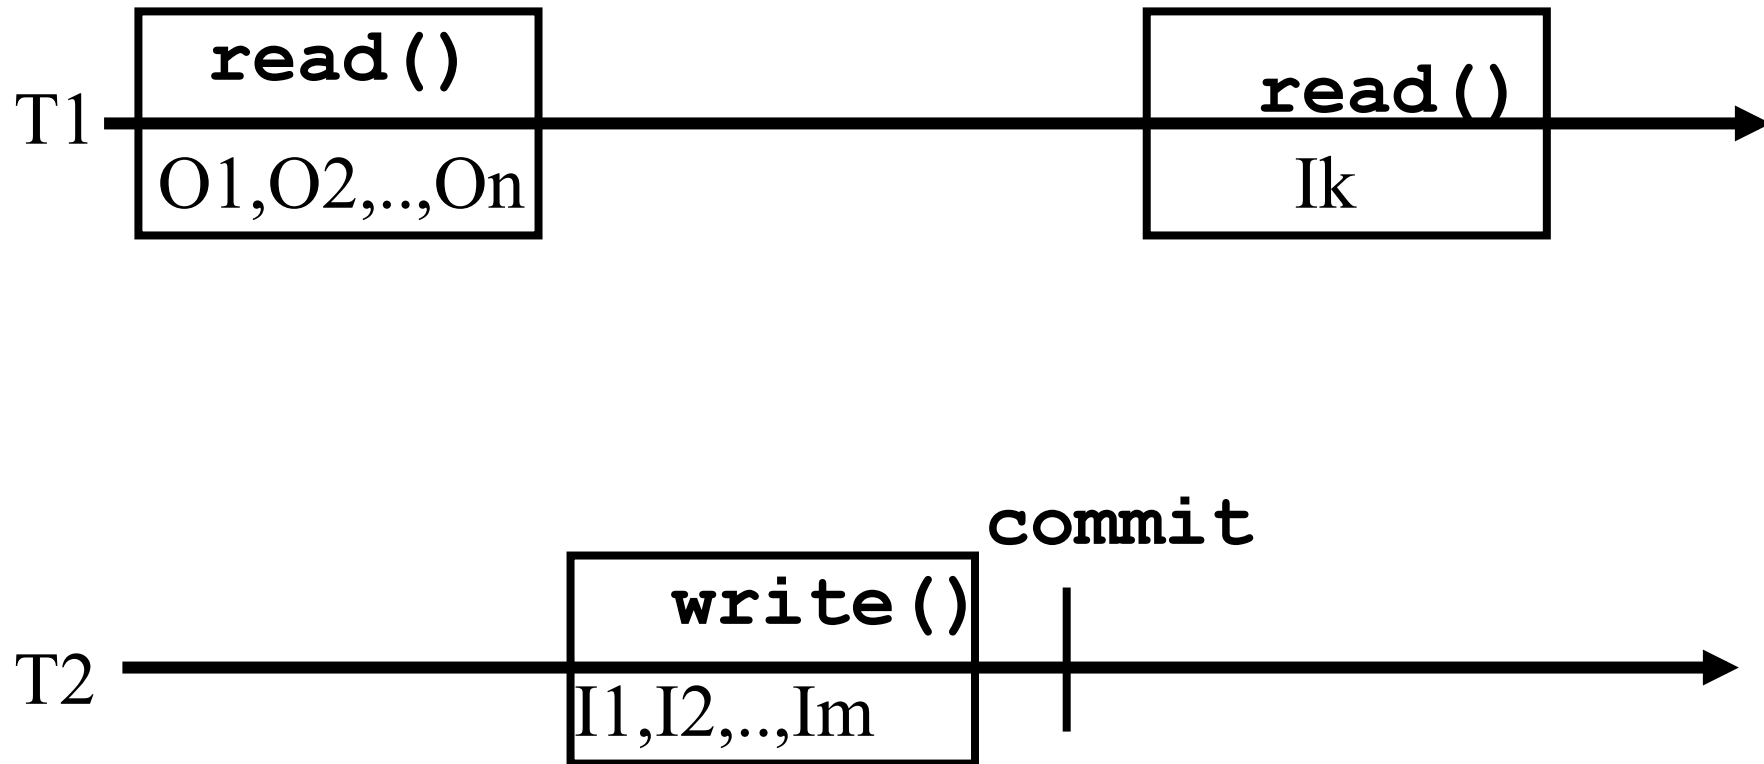 read()
T1
O1,O2,..,On
read()
Ik
commit
write()
T2
I1,I2,..,Im